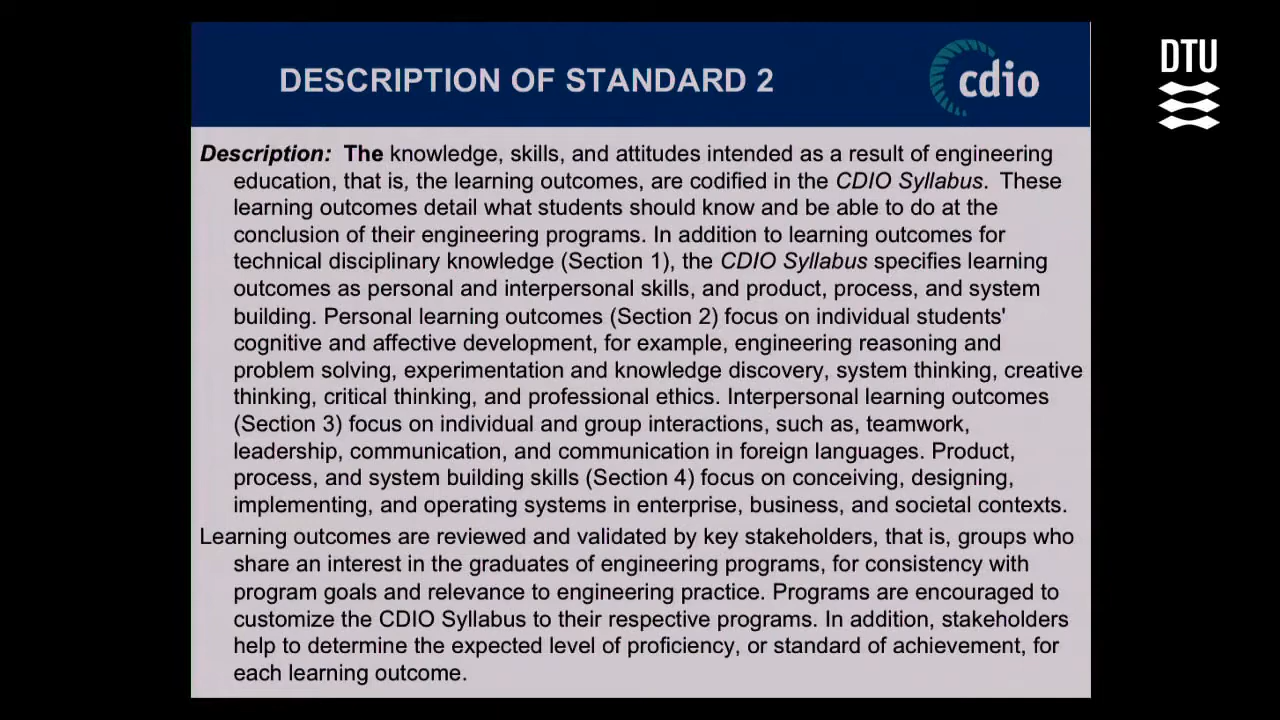 DESCRIPTION OF STANDARD 2
cdio
DTU
Description: The knowledge, skills, and attitudes intended as a result of engineering
education, that is, the learning outcomes, are codified in the CDIO Syllabus. These
learning outcomes detail what students should know and be able to do at the
conclusion of their engineering programs. In addition to learning outcomes for
technical disciplinary knowledge (Section 1), the CDIO Syllabus specifies learning
outcomes as personal and interpersonal skills, and product, process, and system
building. Personal learning outcomes (Section 2) focus on individual students'
cognitive and affective development, for example, engineering reasoning and
problem solving, experimentation and knowledge discovery, system thinking, creative
thinking, critical thinking, and professional ethics. Interpersonal learning outcomes
(Section 3) focus on individual and group interactions, such as, teamwork,
leadership, communication, and communication in foreign languages. Product,
process, and system building skills (Section 4) focus on conceiving, designing,
implementing, and operating systems in enterprise, business, and societal contexts.
Learning outcomes are reviewed and validated by key stakeholders, that is, groups who
share an interest in the graduates of engineering programs, for consistency with
program goals and relevance to engineering practice. Programs are encouraged to
customize the CDIO Syllabus to their respective programs. In addition, stakeholders
help to determine the expected level of proficiency, or standard of achievement, for
each learning outcome.